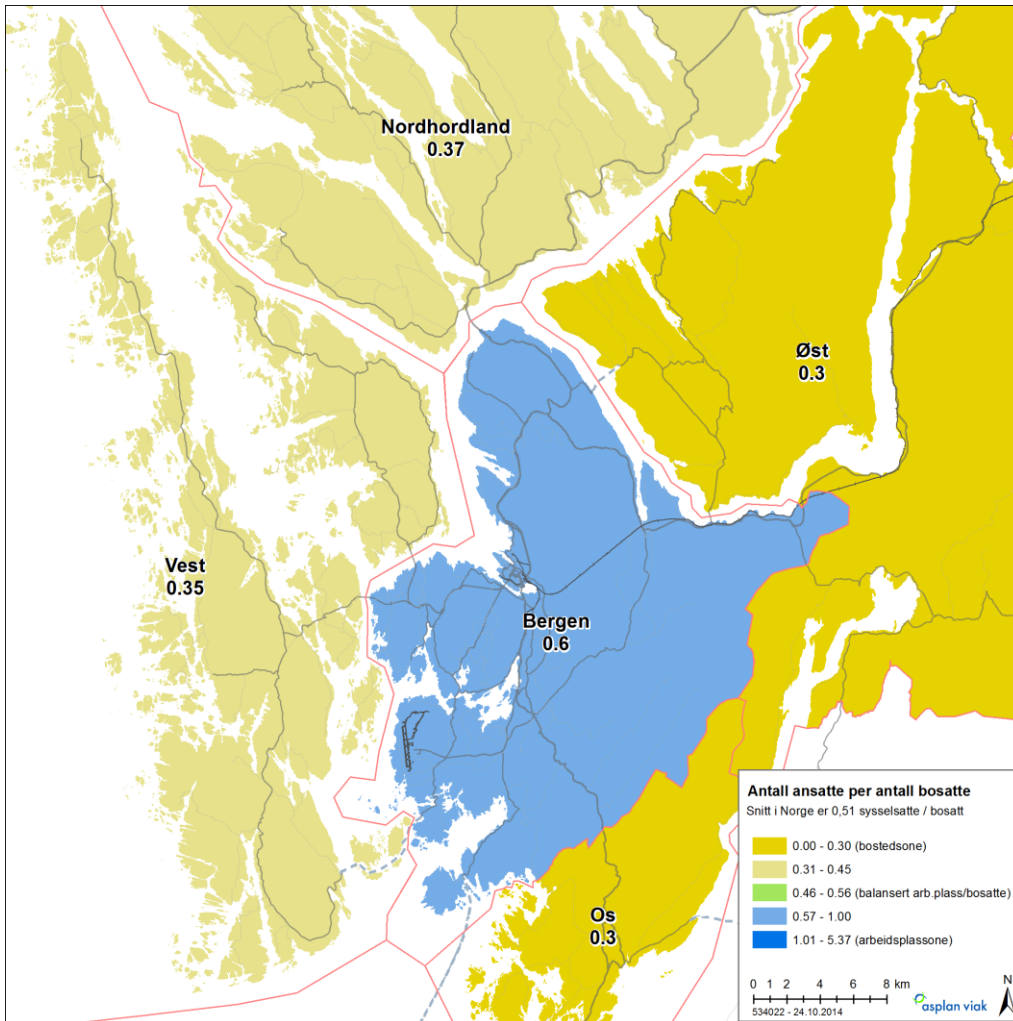 Nordhordland
0.37
Øst
0.3
Vest
0.35
Bergen
0.6
Os
0.3
Antall ansatte per antall bosatte
Snitt i Norge er 0,51 sysselsatte / bosatt
0.00 - 0.30 (bostedsone)
0.31 - 0.45
0.46 - 0.56 (balansert arb.plass/bosatte)
0.57 - 1.00
1.01 - 5.37 (arbeidsplassone)
0 1 2 4 6 8 km
534022 - 24.10.2014
asplan viak
N